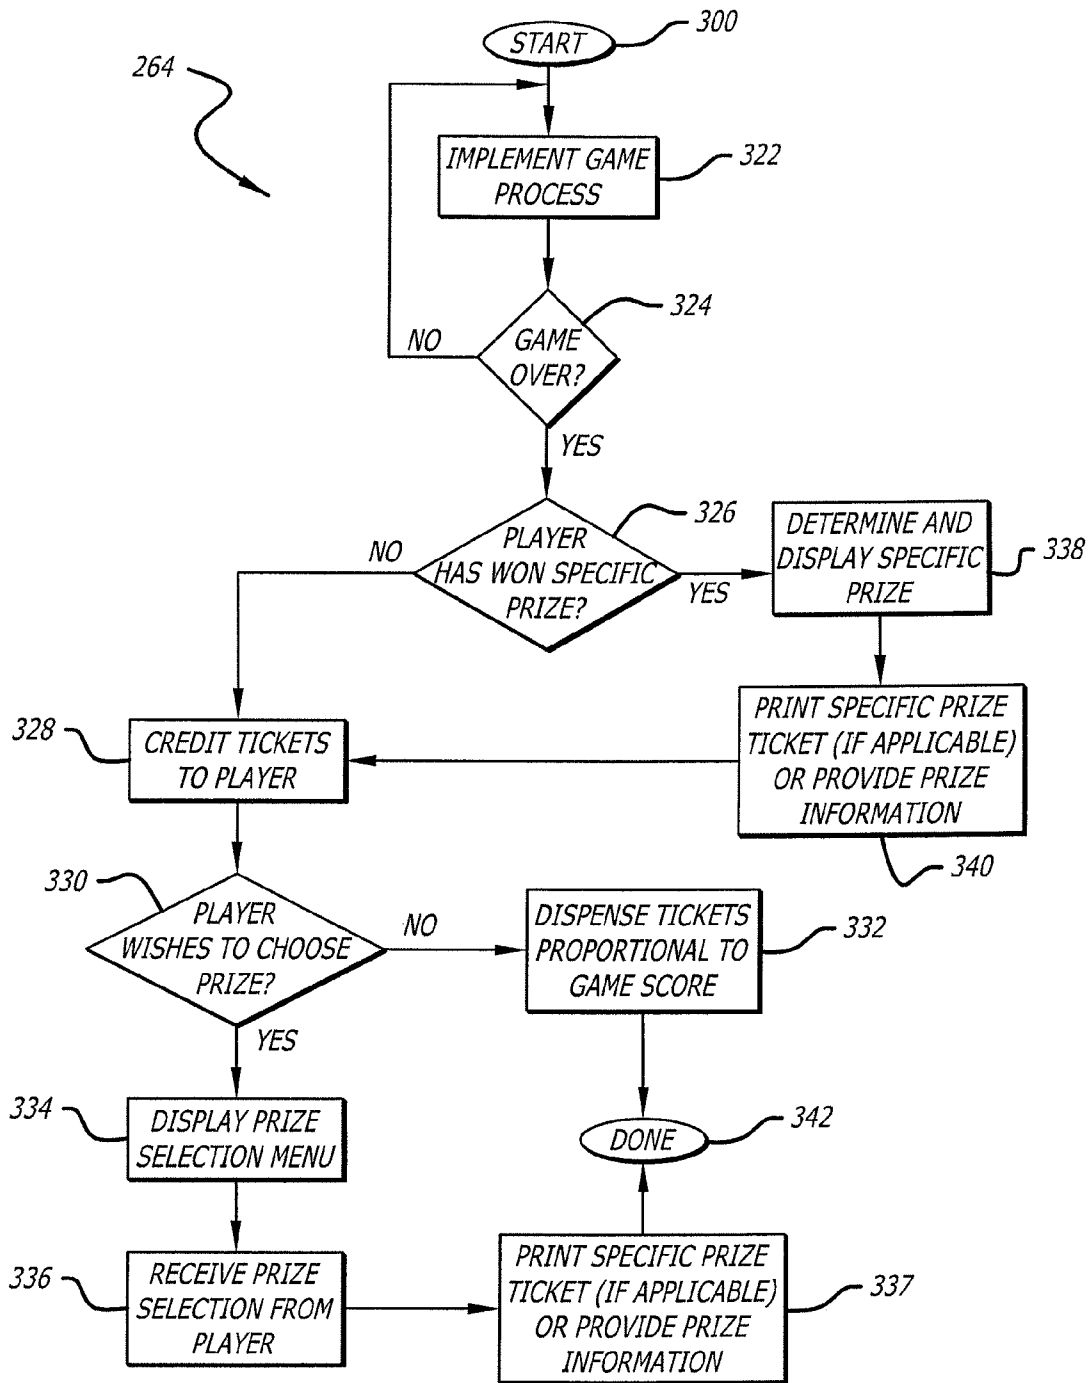 START
300
264
IMPLEMENT GAME
PROCESS
322
324
GAME
OVER?
NO
YES
326
PLAYER
HAS WON SPECIFIC
PRIZE?
NO
YES
DETERMINE AND
DISPLAY SPECIFIC
PRIZE
338
PRINT SPECIFIC PRIZE
TICKET (IF APPLICABLE)
OR PROVIDE PRIZE
INFORMATION
340
328
CREDIT TICKETS
TO PLAYER
330
PLAYER
WISHES TO CHOOSE
PRIZE?
NO
YES
DISPENSE TICKETS
PROPORTIONAL TO
GAME SCORE
332
334
DISPLAY PRIZE
SELECTION MENU
DONE
342
336
RECEIVE PRIZE
SELECTION FROM
PLAYER
PRINT SPECIFIC PRIZE
TICKET (IF APPLICABLE)
OR PROVIDE PRIZE
INFORMATION
337